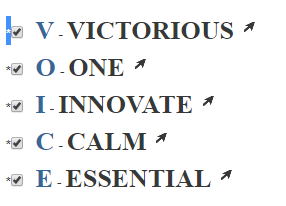 * V - VICTORIOUS
* O - ONE
* I - INNOVATE
* C - CALM
* E - ESSENTIAL